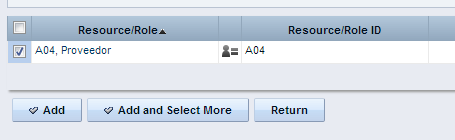 Resource/Role Resource/Role ID
A04, Proveedor A04
Add Add and Select More Return